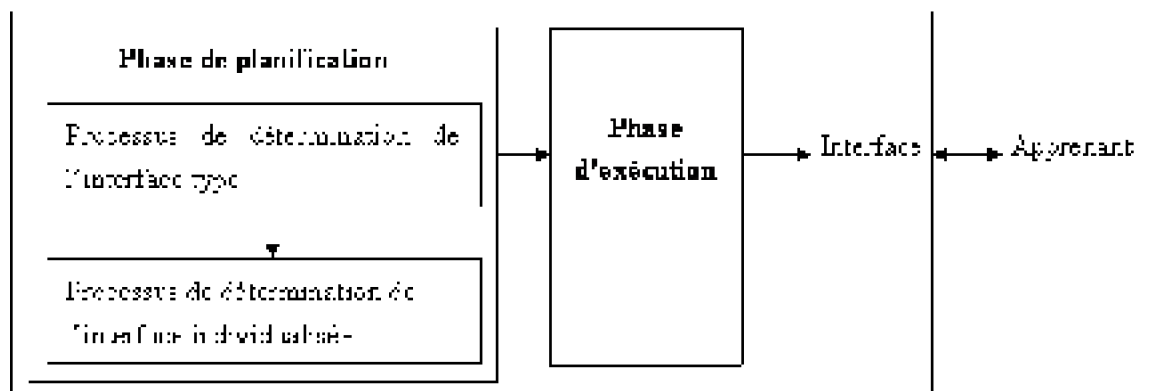 Phase de planification
Processus de détermination de
l'interface type
Processus de détermination de
l'interface individualisée
Phase
d'exécution
Interface
Apprenant